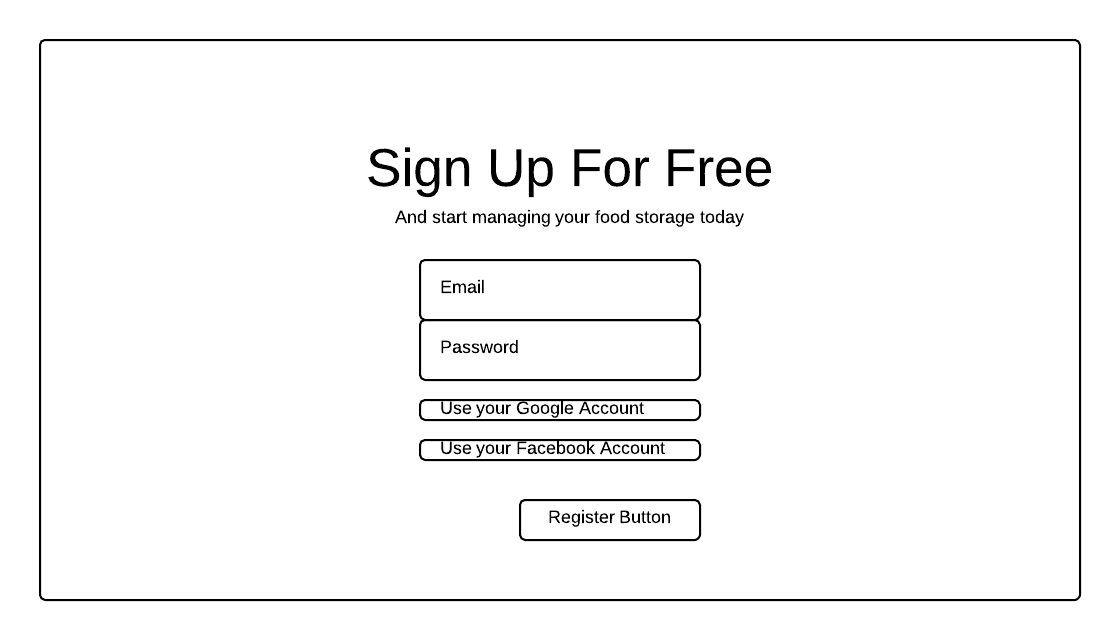 Sign Up For Free
And start managing your food storage today
Email
Password
Use your Google Account
Use your Facebook Account
Register Button